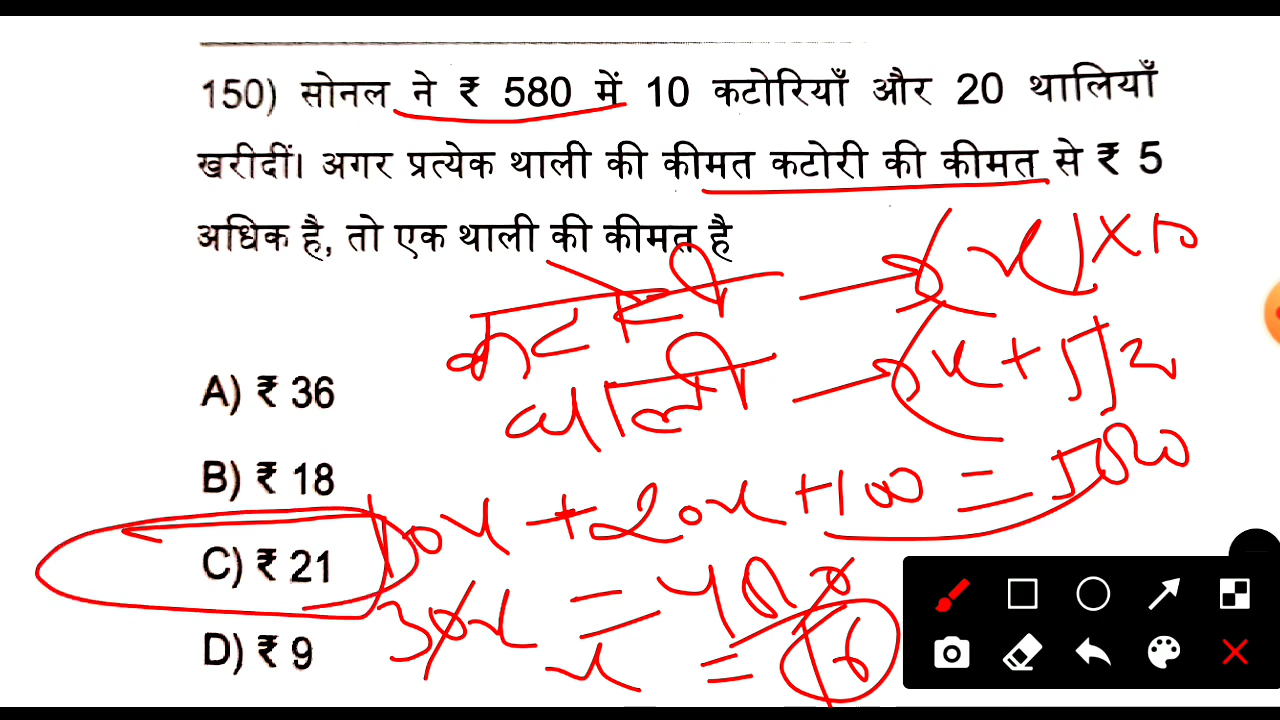 150) सोनल ने ₹ 580 में 10 कटोरियाँ और 20 थालियाँ
खरीदीं। अगर प्रत्येक थाली की कीमत कटोरी की कीमत से ₹ 5
अधिक है, तो एक थाली की कीमत है
कटोरी → x) × 10
थाली → x + 5)2
A) ₹ 36
B) ₹ 18
10x + 20x + 100 = 580
C) ₹ 21
30x = 480
D) ₹ 9
x = 16